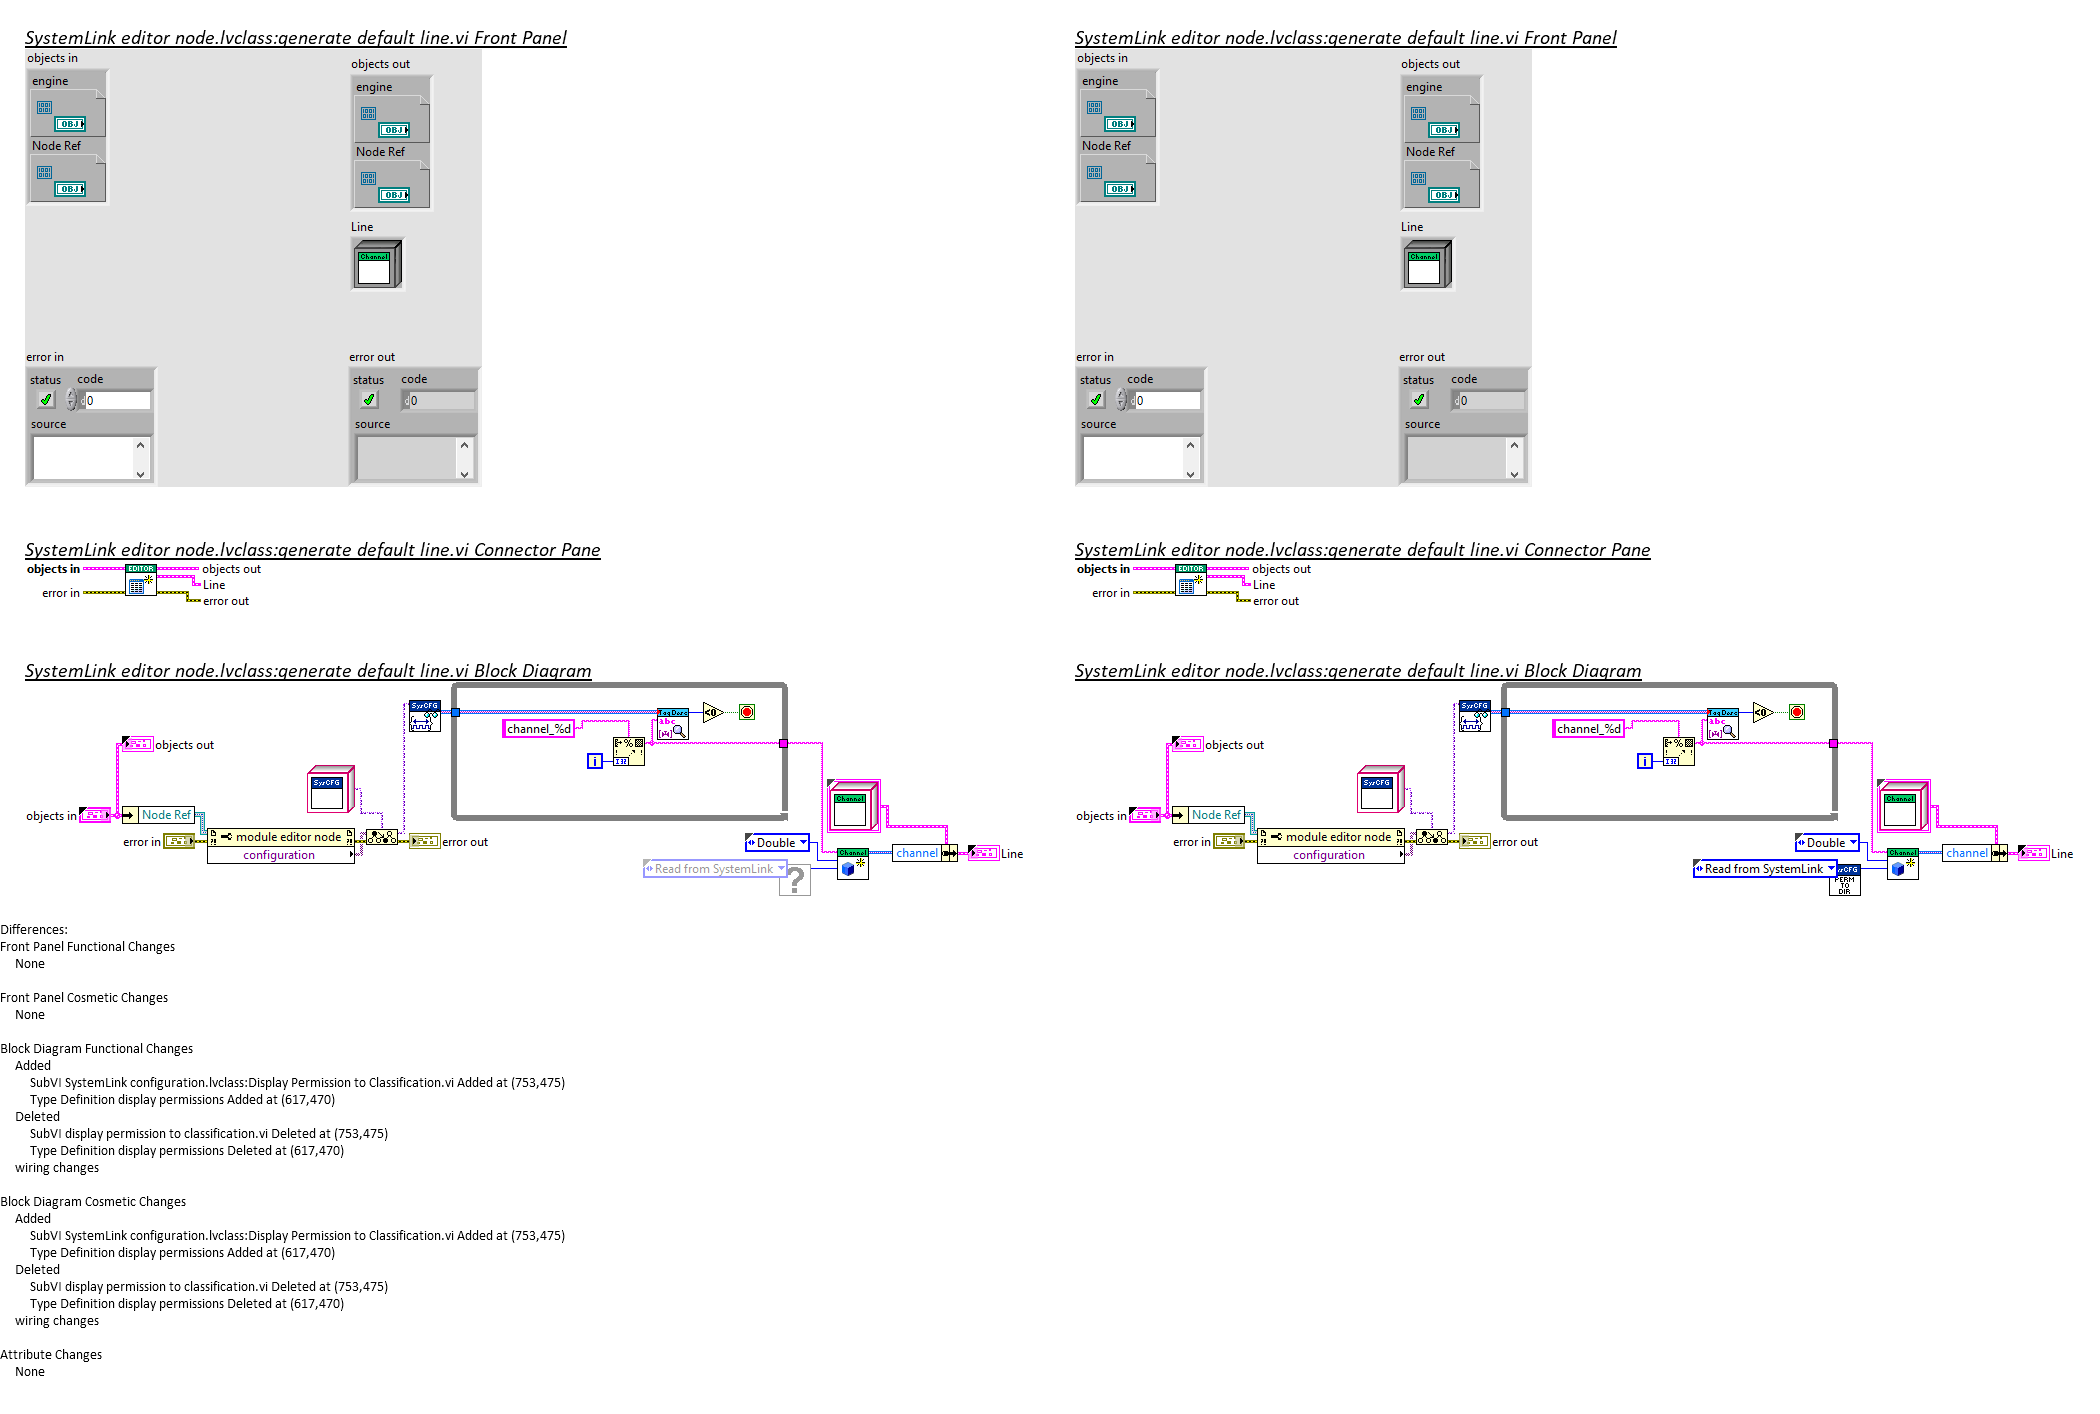 SystemLink editor node.lvclass:generate default line.vi Front Panel
objects in
objects out
engine
engine
OBJ
OBJ
Node Ref
Node Ref
OBJ
OBJ
Line
Channel
error in
error out
status code
status code
0
0
source
source
SystemLink editor node.lvclass:generate default line.vi Connector Pane
objects in
EDITOR
objects out
Line
error in
error out
SystemLink editor node.lvclass:generate default line.vi Block Diagram
SysCFG
TagDesc
abc
<0
channel_%d
i
objects out
SysCFG
objects in
Node Ref
error in
module editor node
configuration
error out
Channel
Double
Read from SystemLink
?
Channel
channel
Line
SystemLink editor node.lvclass:generate default line.vi Front Panel
objects in
objects out
engine
engine
OBJ
OBJ
Node Ref
Node Ref
OBJ
OBJ
Line
Channel
error in
error out
status code
status code
0
0
source
source
SystemLink editor node.lvclass:generate default line.vi Connector Pane
objects in
EDITOR
objects out
Line
error in
error out
SystemLink editor node.lvclass:generate default line.vi Block Diagram
SysCFG
TagDesc
abc
<0
channel_%d
i
objects out
SysCFG
objects in
Node Ref
error in
module editor node
configuration
error out
Channel
Double
Read from SystemLink
PERM
TO
DIR
Channel
channel
Line
Differences:
Front Panel Functional Changes
None
Front Panel Cosmetic Changes
None
Block Diagram Functional Changes
Added
SubVI SystemLink configuration.lvclass:Display Permission to Classification.vi Added at (753,475)
Type Definition display permissions Added at (617,470)
Deleted
SubVI display permission to classification.vi Deleted at (753,475)
Type Definition display permissions Deleted at (617,470)
wiring changes
Block Diagram Cosmetic Changes
Added
SubVI SystemLink configuration.lvclass:Display Permission to Classification.vi Added at (753,475)
Type Definition display permissions Added at (617,470)
Deleted
SubVI display permission to classification.vi Deleted at (753,475)
Type Definition display permissions Deleted at (617,470)
wiring changes
Attribute Changes
None